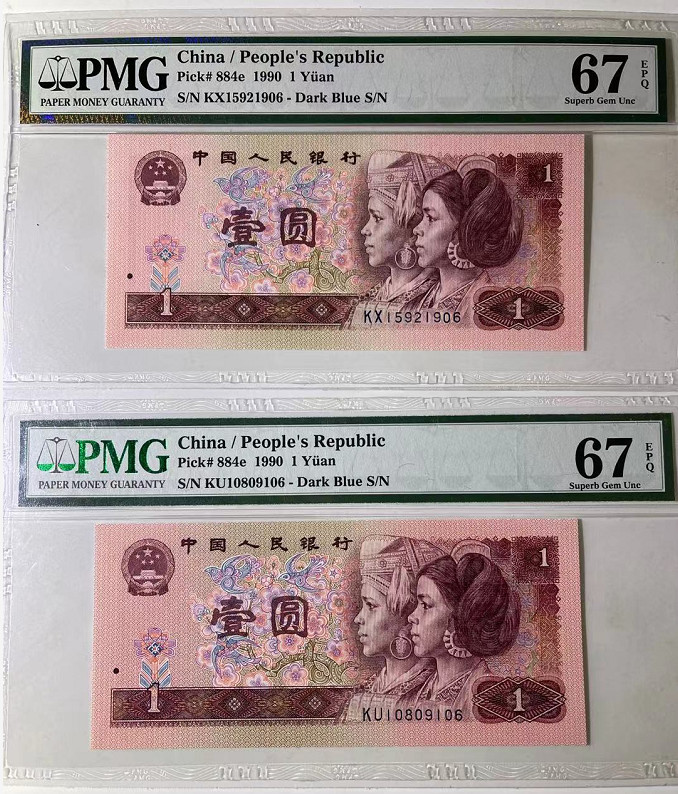 PMG
PAPER MONEY GUARANTY
China / People's Republic
Pick# 884e 1990 1 Yüan
S/N KX15921906 - Dark Blue S/N
67
EPQ
Superb Gem Unc
中国人民银行
1
壹圆
1
KX15921906
1
PMG
PAPER MONEY GUARANTY
China / People's Republic
Pick# 884e 1990 1 Yüan
S/N KU10809106 - Dark Blue S/N
67
EPQ
Superb Gem Unc
中国人民银行
1
壹圆
1
KU10809106
1